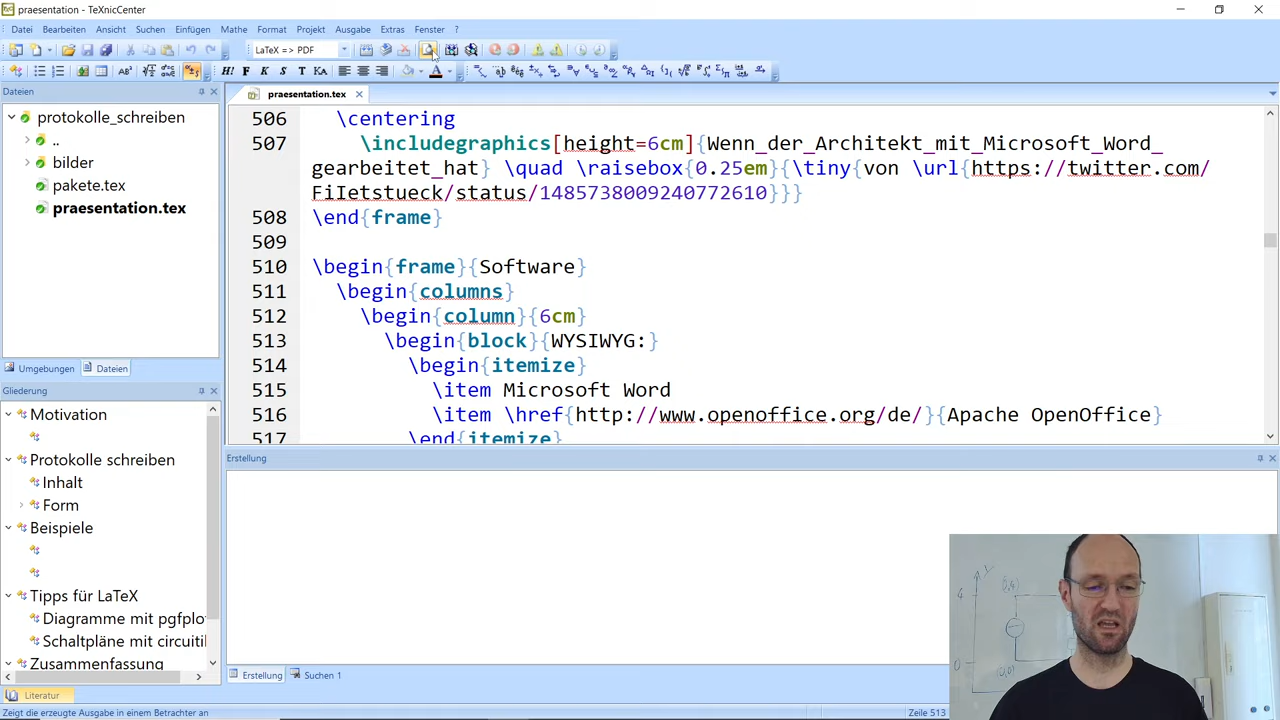 praesentation - TeXnicCenter
Datei Bearbeiten Ansicht Suchen Einfügen Mathe Format Projekt Ausgabe Extras Fenster ?
LaTeX => PDF
Dateien
praesentation.tex
protokolle_schreiben
..
bilder
pakete.tex
praesentation.tex
506 \centering
507 \includegraphics[height=6cm]{Wenn_der_Architekt_mit_Microsoft_Word_
gearbeitet_hat} \quad \raisebox{0.25em}{\tiny{von \url{https://twitter.com/
FiIetstueck/status/1485738009240772610}}}
508 \end{frame}
509
510 \begin{frame}{Software}
511 \begin{columns}
512 \begin{column}{6cm}
513 \begin{block}{WYSIWYG:}
514 \begin{itemize}
515 \item Microsoft Word
516 \item \href{http://www.openoffice.org/de/}{Apache OpenOffice}
517 \end{itemize}
Umgebungen Dateien
Gliederung
Motivation
Protokolle schreiben
Inhalt
Form
Beispiele
Tipps für LaTeX
Diagramme mit pgfplo
Schaltpläne mit circuiti
Zusammenfassung
Literatur
Erstellung
Erstellung Suchen 1
Zeigt die erzeugte Ausgabe in einem Betrachter an
Zeile 513